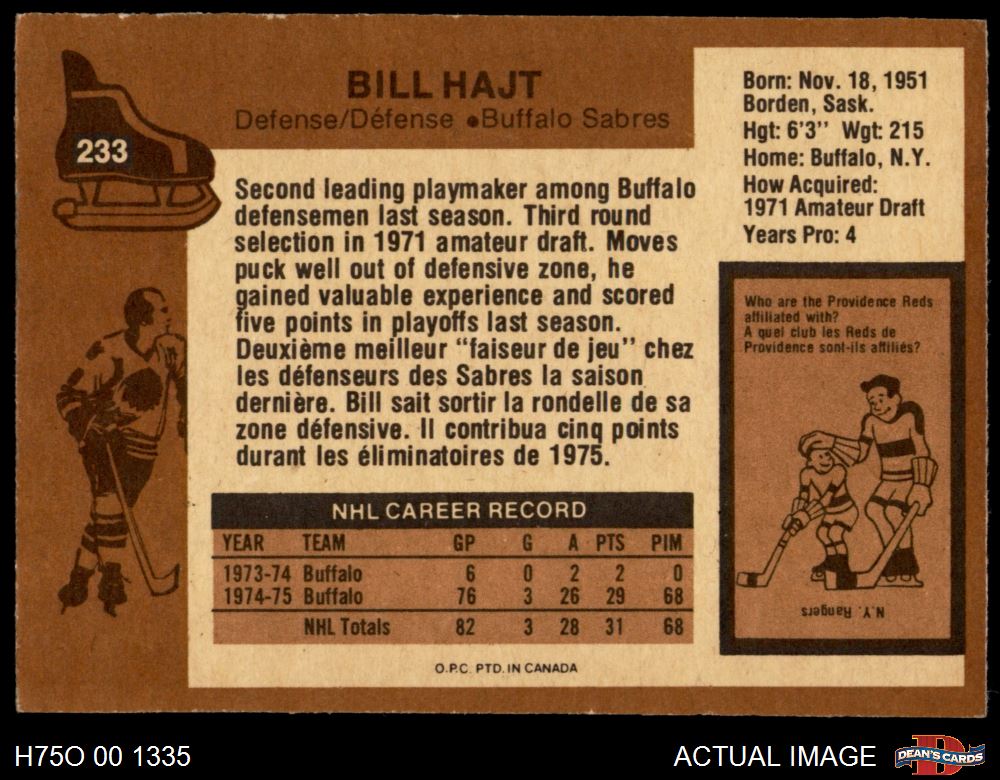 BILL HAJT
Defense/Défense • Buffalo Sabres
233
Born: Nov. 18, 1951
Borden, Sask.
Hgt: 6'3" Wgt: 215
Home: Buffalo, N.Y.
How Acquired:
1971 Amateur Draft
Years Pro: 4
Second leading playmaker among Buffalo
defensemen last season. Third round
selection in 1971 amateur draft. Moves
puck well out of defensive zone, he
gained valuable experience and scored
five points in playoffs last season.
Deuxième meilleur "faiseur de jeu" chez
les défenseurs des Sabres la saison
dernière. Bill sait sortir la rondelle de sa
zone défensive. Il contribua cinq points
durant les éliminatoires de 1975.
Who are the Providence Reds
affiliated with?
A quel club les Reds de
Providence sont-ils affiliés?
N.Y. Rangers
NHL CAREER RECORD
YEAR TEAM GP G A PTS PIM
1973-74 Buffalo 6 0 2 2 0
1974-75 Buffalo 76 3 26 29 68
NHL Totals 82 3 28 31 68
O.P.C. PTD. IN CANADA
H75O 00 1335
ACTUAL IMAGE
D
DEAN'S CARDS